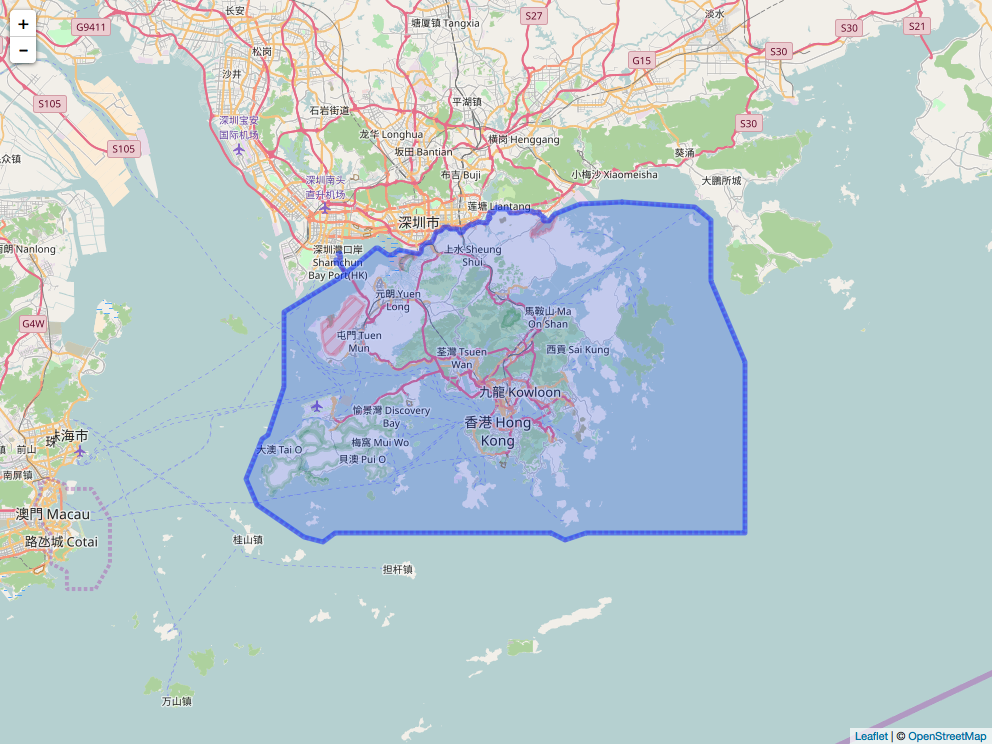 +
−
G9411
长安
塘厦镇 Tangxia
S27
淡水
S30
S21
松岗
S30
沙井
G15
S105
平湖镇
石岩街道
深圳宝安
国际机场
龙华 Longhua
横岗 Henggang
S30
S105
坂田 Bantian
葵涌
众镇
布吉 Buji
小梅沙 Xiaomeisha
大鹏所城
深圳南头
直升机场
莲塘 Liantang
深圳市
南朗 Nanlong
深圳灣口岸
Shamchun
Bay Port(HK)
上水 Sheung
Shui
元朗 Yuen
Long
馬鞍山 Ma
On Shan
G4W
屯門 Tuen
Mun
荃灣 Tsuen
Wan
西貢 Sai Kung
九龍 Kowloon
愉景灣 Discovery
Bay
香港 Hong
Kong
珠海市
前山
梅窩 Mui Wo
大澳 Tai O
貝澳 Pui O
南屏镇
澳門 Macau
路氹城 Cotai
桂山镇
担杆镇
万山镇
Leaflet | © OpenStreetMap